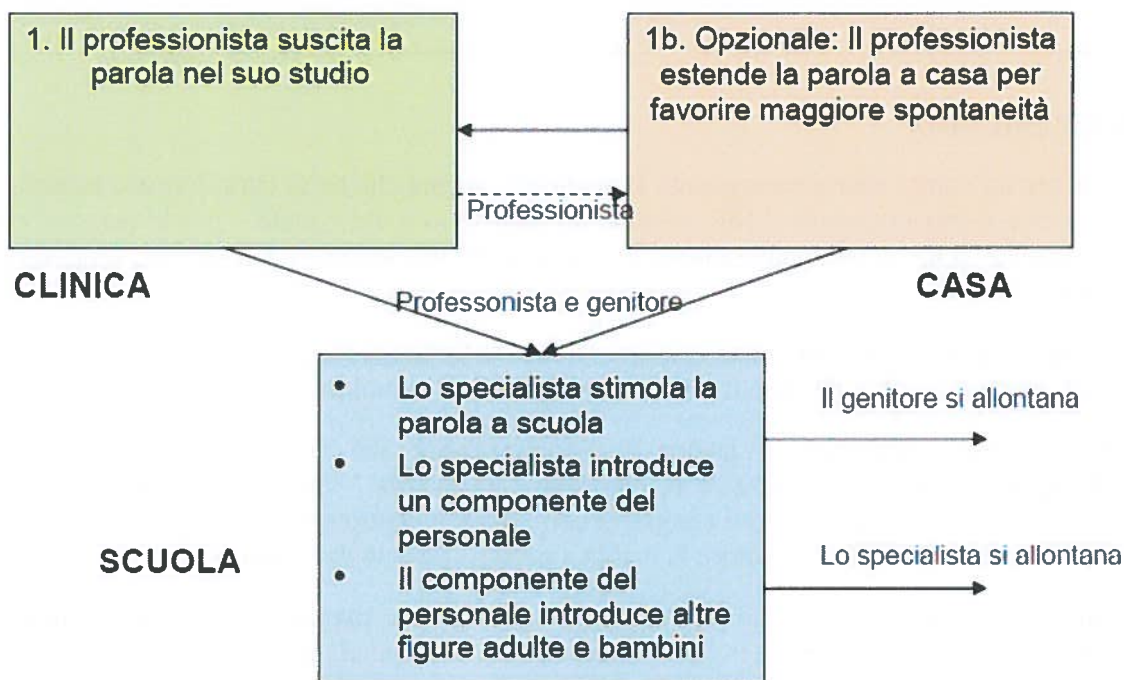 1. Il professionista suscita la
parola nel suo studio
1b. Opzionale: Il professionista
estende la parola a casa per
favorire maggiore spontaneità
Professionista
CLINICA
CASA
Professonista e genitore
• Lo specialista stimola la
parola a scuola
• Lo specialista introduce
un componente del
personale
• Il componente del
personale introduce altre
figure adulte e bambini
SCUOLA
Il genitore si allontana
Lo specialista si allontana